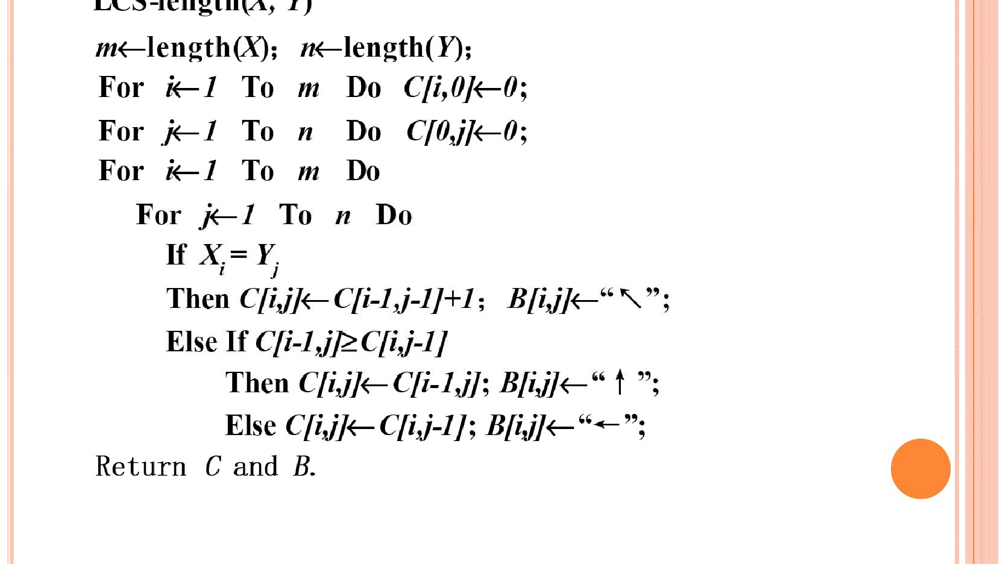 LCS-length(X, Y)
m←length(X)； n←length(Y)；
For i←1 To m Do C[i,0]←0;
For j←1 To n Do C[0,j]←0;
For i←1 To m Do
For j←1 To n Do
If Xi = Yj
Then C[i,j]←C[i-1,j-1]+1； B[i,j]←“↖”;
Else If C[i-1,j]≥C[i,j-1]
Then C[i,j]←C[i-1,j]; B[i,j]←“↑”;
Else C[i,j]←C[i,j-1]; B[i,j]←“←”;
Return C and B.